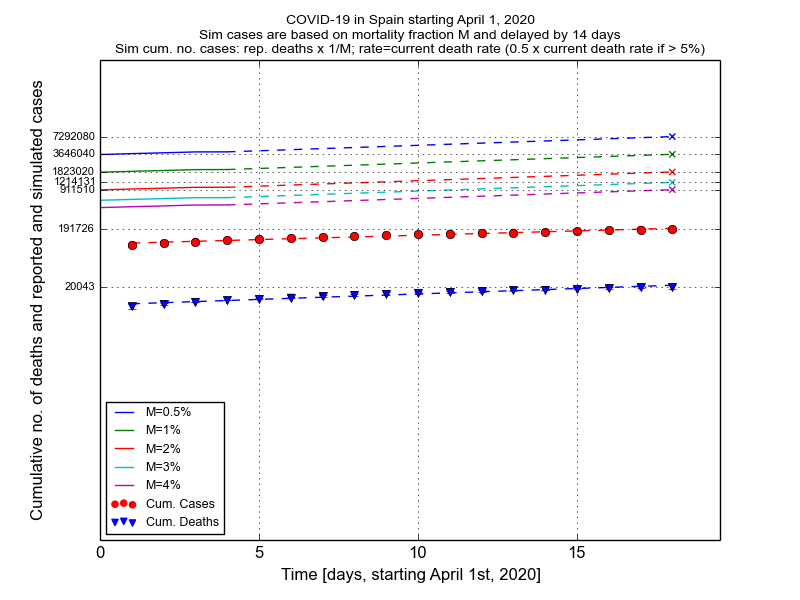 COVID-19 in Spain starting April 1, 2020
Sim cases are based on mortality fraction M and delayed by 14 days
Sim cum. no. cases: rep. deaths x 1/M; rate=current death rate (0.5 x current death rate if > 5%)
Cumulative no. of deaths and reported and simulated cases
7292080
3646040
1823020
1214131
917510
191726
20043
M=0.5%
M=1%
M=2%
M=3%
M=4%
Cum. Cases
Cum. Deaths
0 5 10 15
Time [days, starting April 1st, 2020]